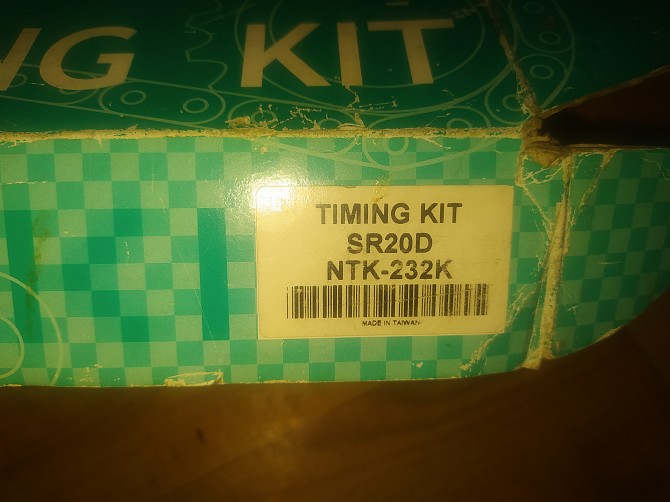 NG KIT
TIMING KIT
SR20D
NTK-232K
MADE IN TAIWAN